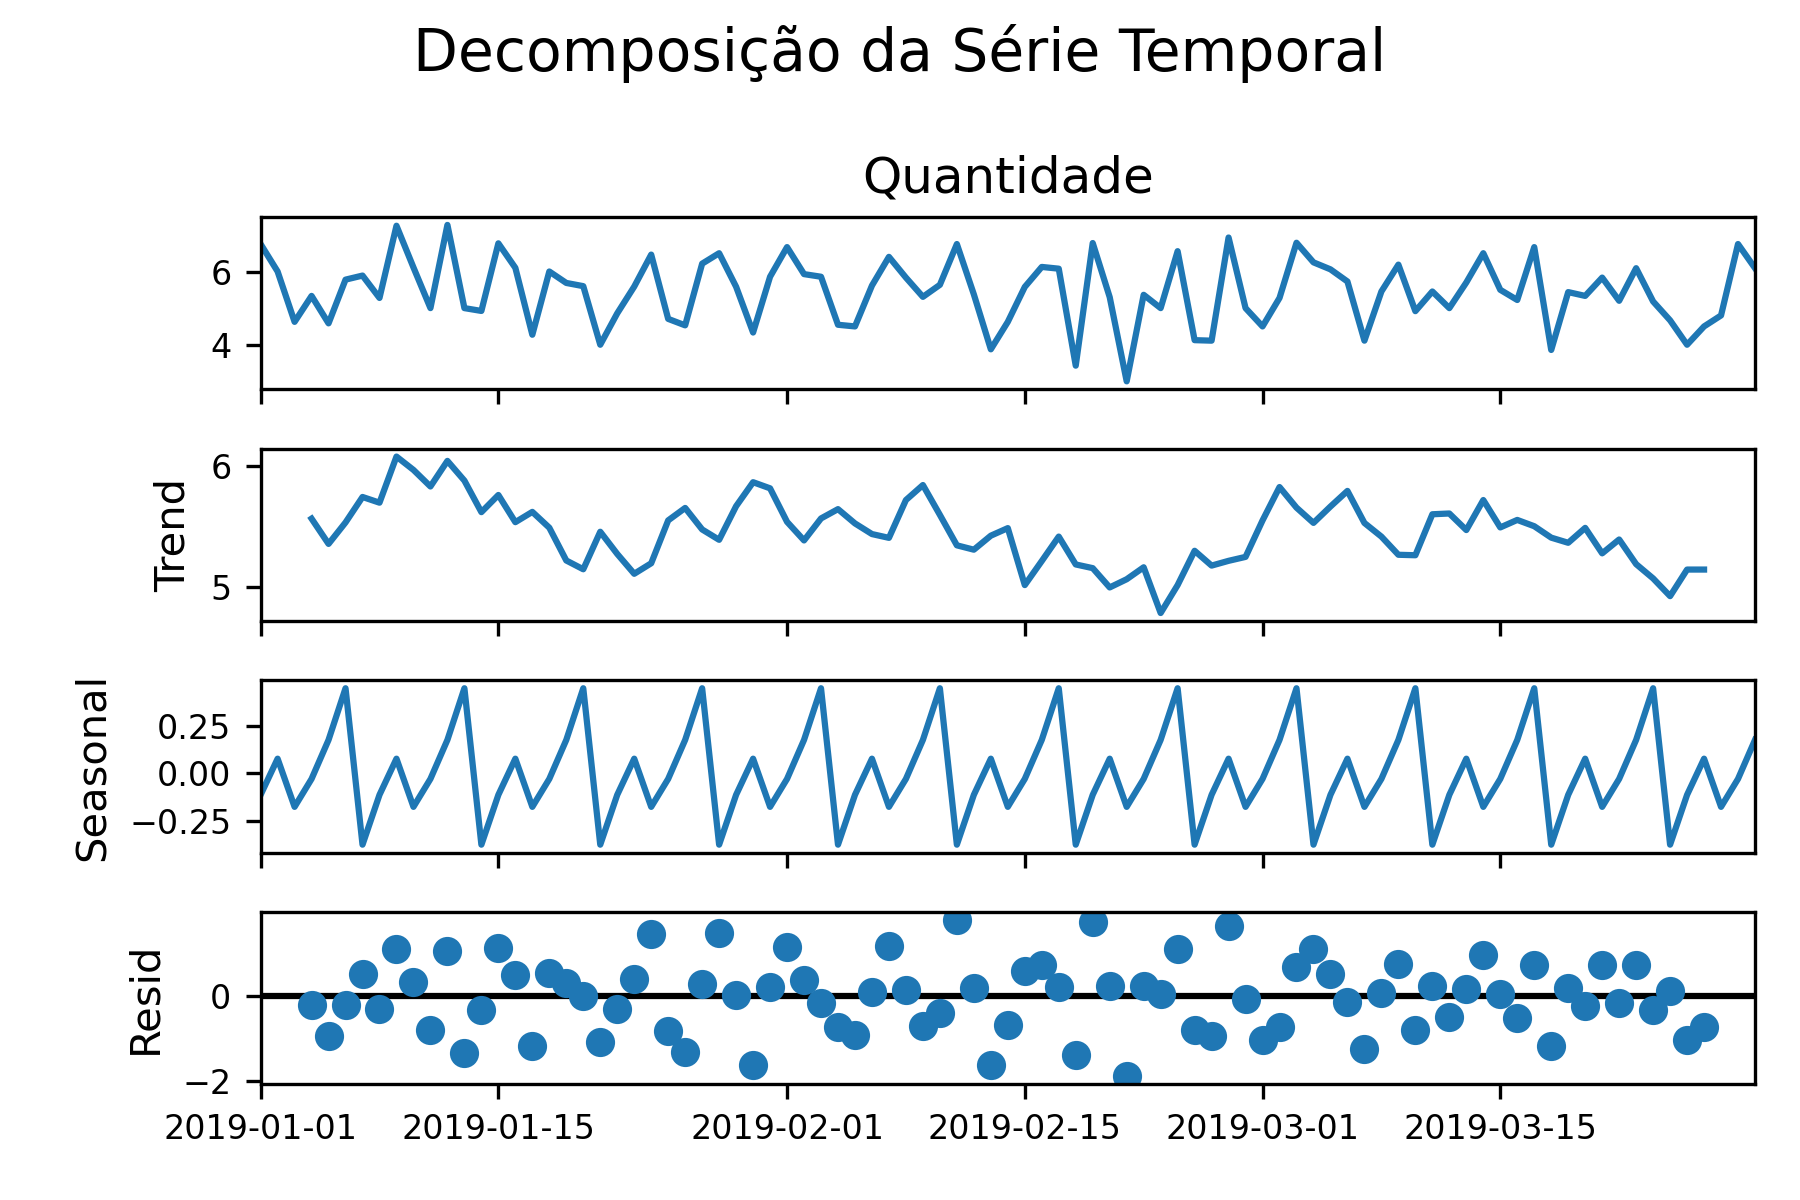 Decomposição da Série Temporal
Quantidade
6
4
Trend
6
5
Seasonal
0.25
0.00
−0.25
Resid
0
−2
2019-01-01 2019-01-15 2019-02-01 2019-02-15 2019-03-01 2019-03-15